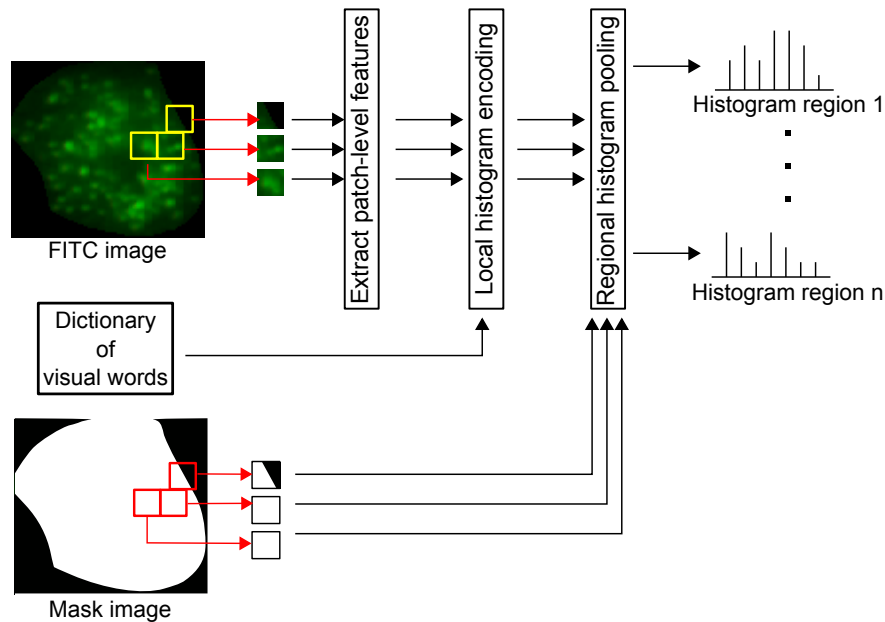 FITC image
Extract patch-level features
Local histogram encoding
Regional histogram pooling
Histogram region 1
Histogram region n
Dictionary
of
visual words
Mask image